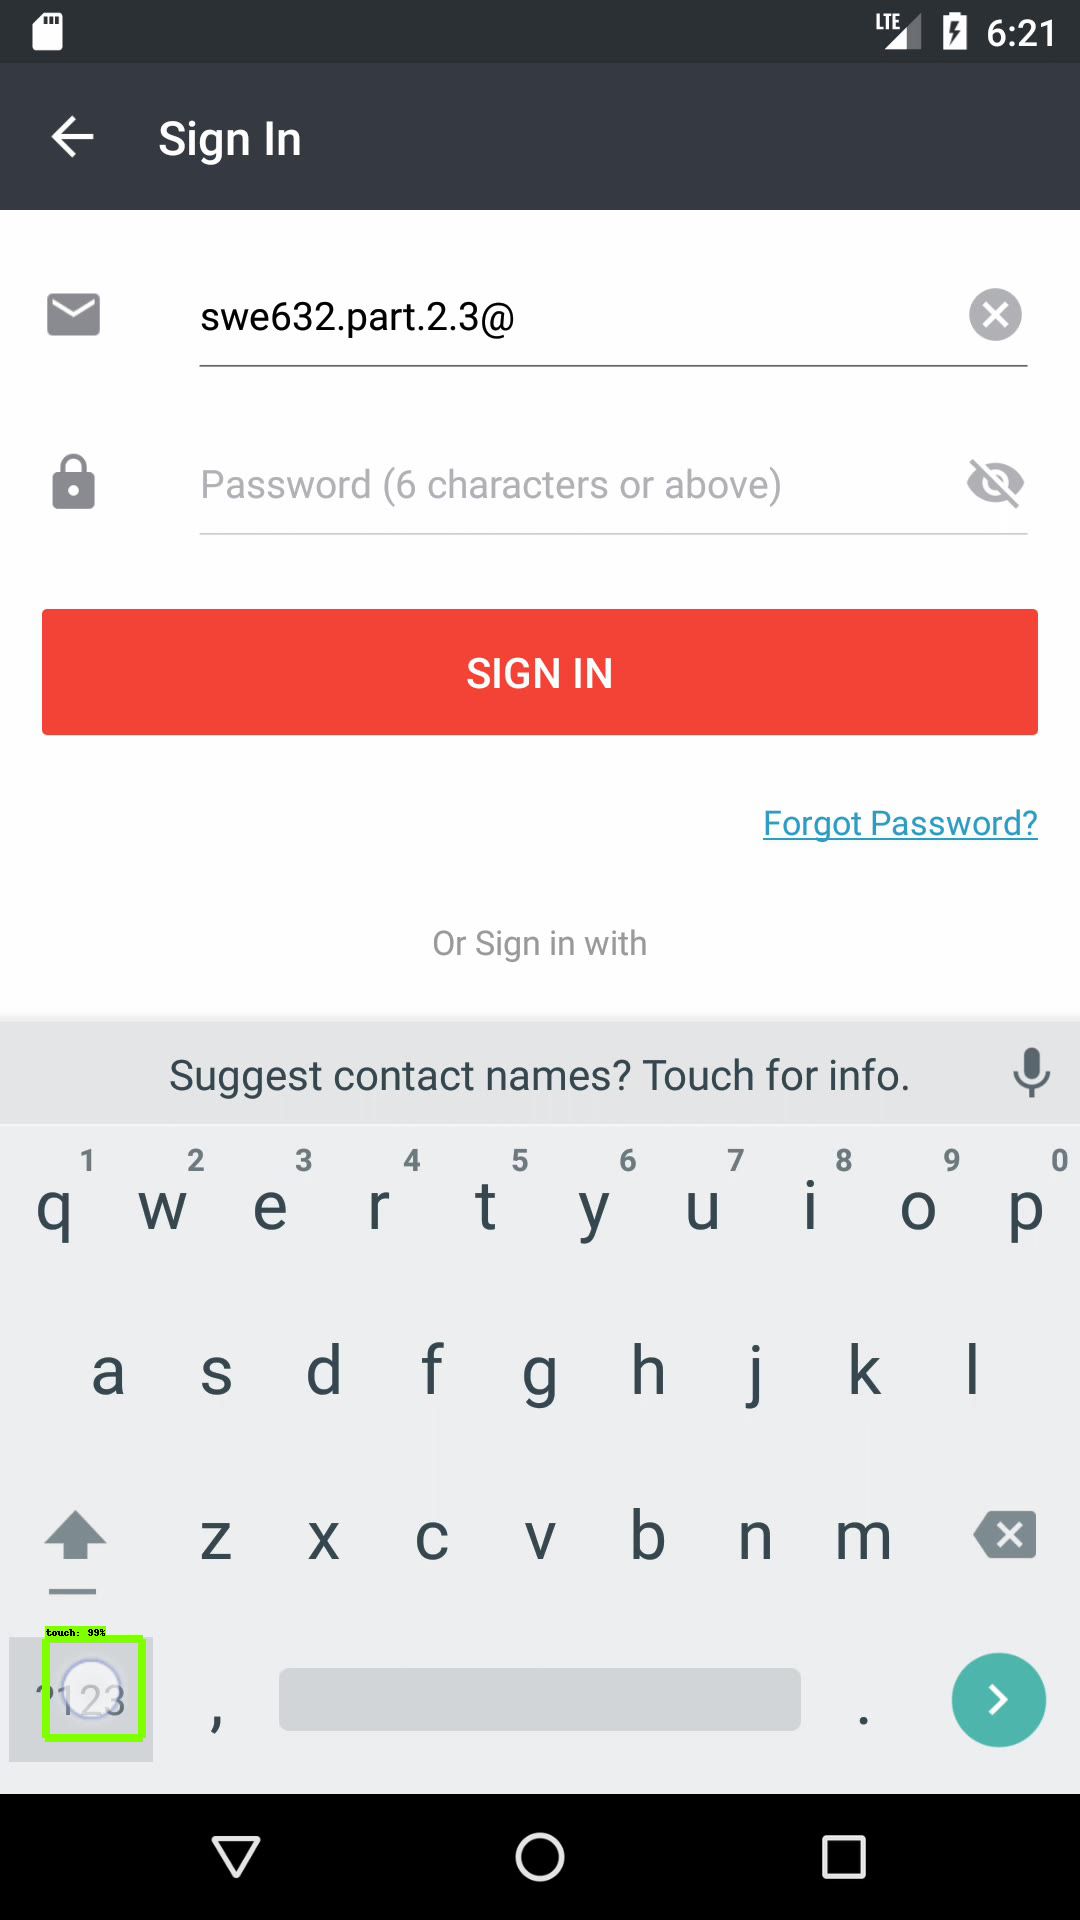 LTE 6:21
Sign In
swe632.part.2.3@
Password (6 characters or above)
SIGN IN
Forgot Password?
Or Sign in with
Suggest contact names? Touch for info.
1 2 3 4 5 6 7 8 9 0
q w e r t y u i o p
a s d f g h j k l
z x c v b n m
touch: 99%
?123 , .